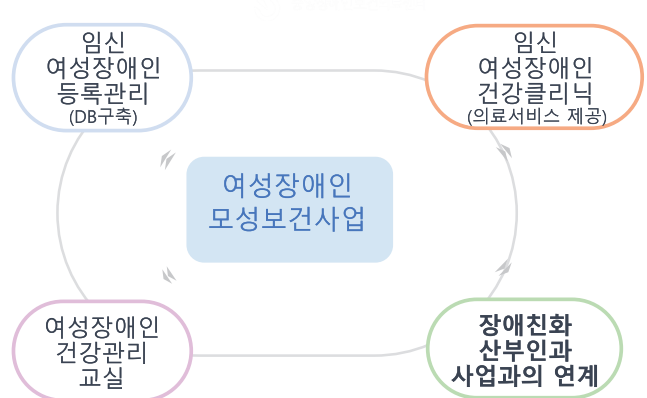 임신
여성장애인
등록관리
(DB구축)
임신
여성장애인
건강클리닉
(의료서비스 제공)
여성장애인
모성보건사업
여성장애인
건강관리
교실
장애친화
산부인과
사업과의 연계